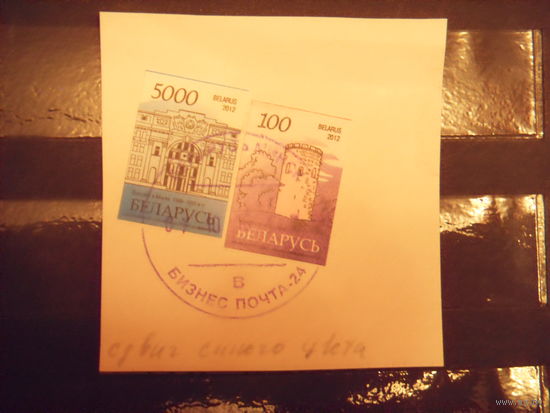 5000
BELARUS
2012
БЕЛАРУСЬ
100
BELARUS
2012
БЕЛАРУСЬ
В
БИЗНЕС ПОЧТА-24
сдвиг синего цвета